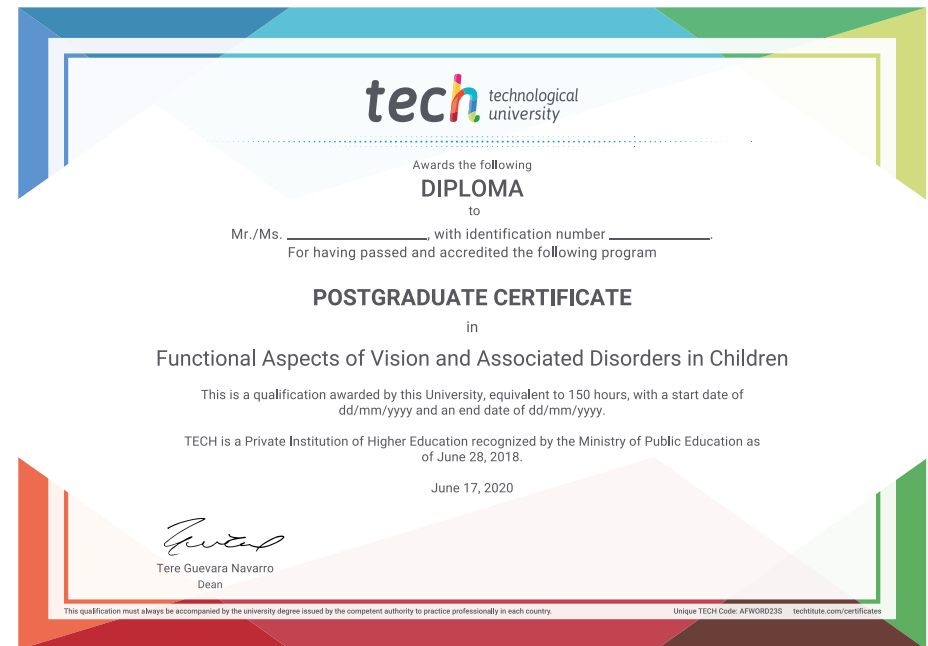 tech technological
university
Awards the following
DIPLOMA
to
Mr./Ms. ____________________, with identification number ______________.
For having passed and accredited the following program
POSTGRADUATE CERTIFICATE
in
Functional Aspects of Vision and Associated Disorders in Children
This is a qualification awarded by this University, equivalent to 150 hours, with a start date of
dd/mm/yyyy and an end date of dd/mm/yyyy.
TECH is a Private Institution of Higher Education recognized by the Ministry of Public Education as
of June 28, 2018.
June 17, 2020
Tere Guevara Navarro
Dean
This qualification must always be accompanied by the university degree issued by the competent authority to practice professionally in each country.
Unique TECH Code: AFWORD23S techtitute.com/certificates